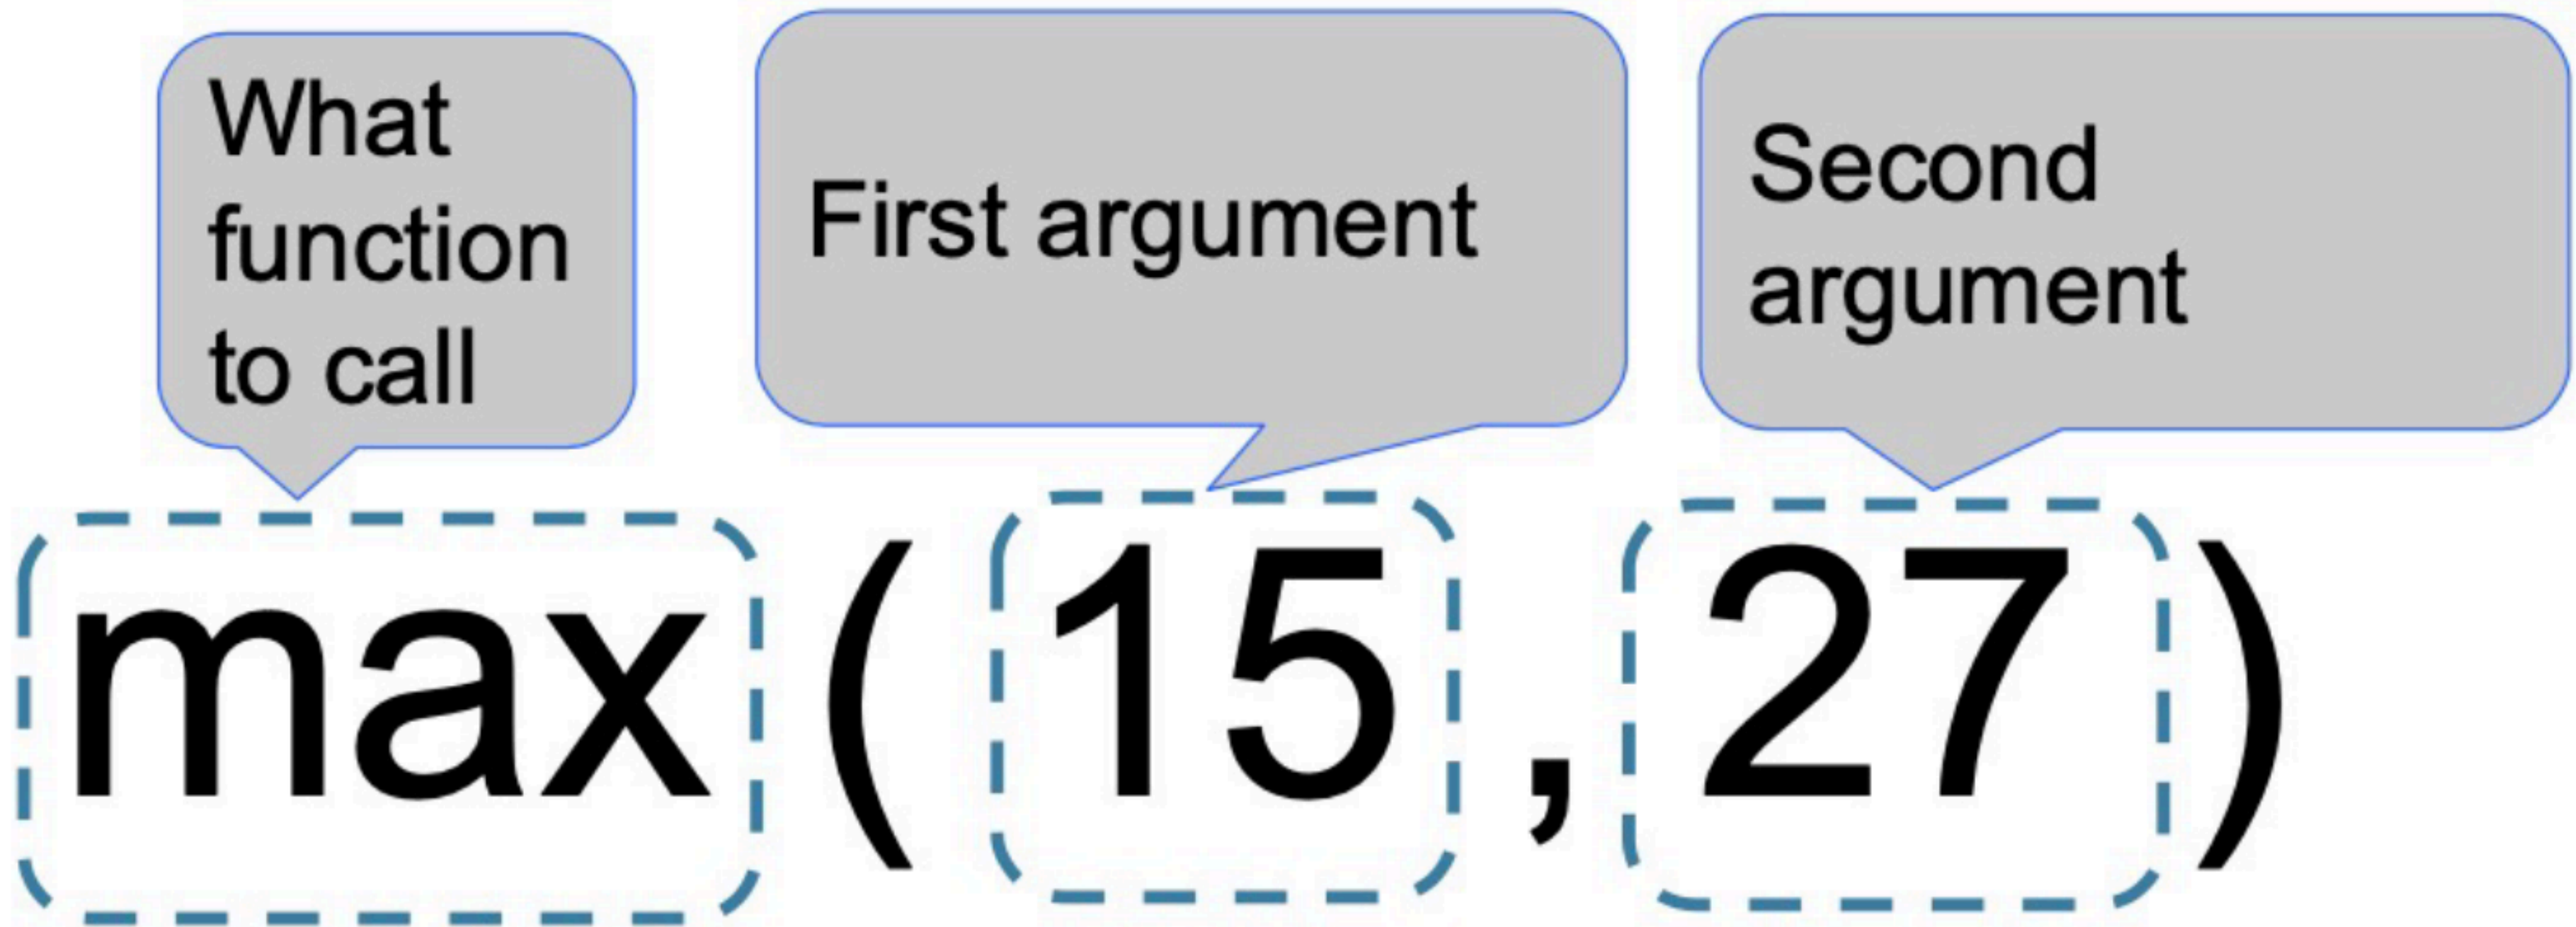 What
function
to call
First argument
Second
argument
max ( 15 , 27 )